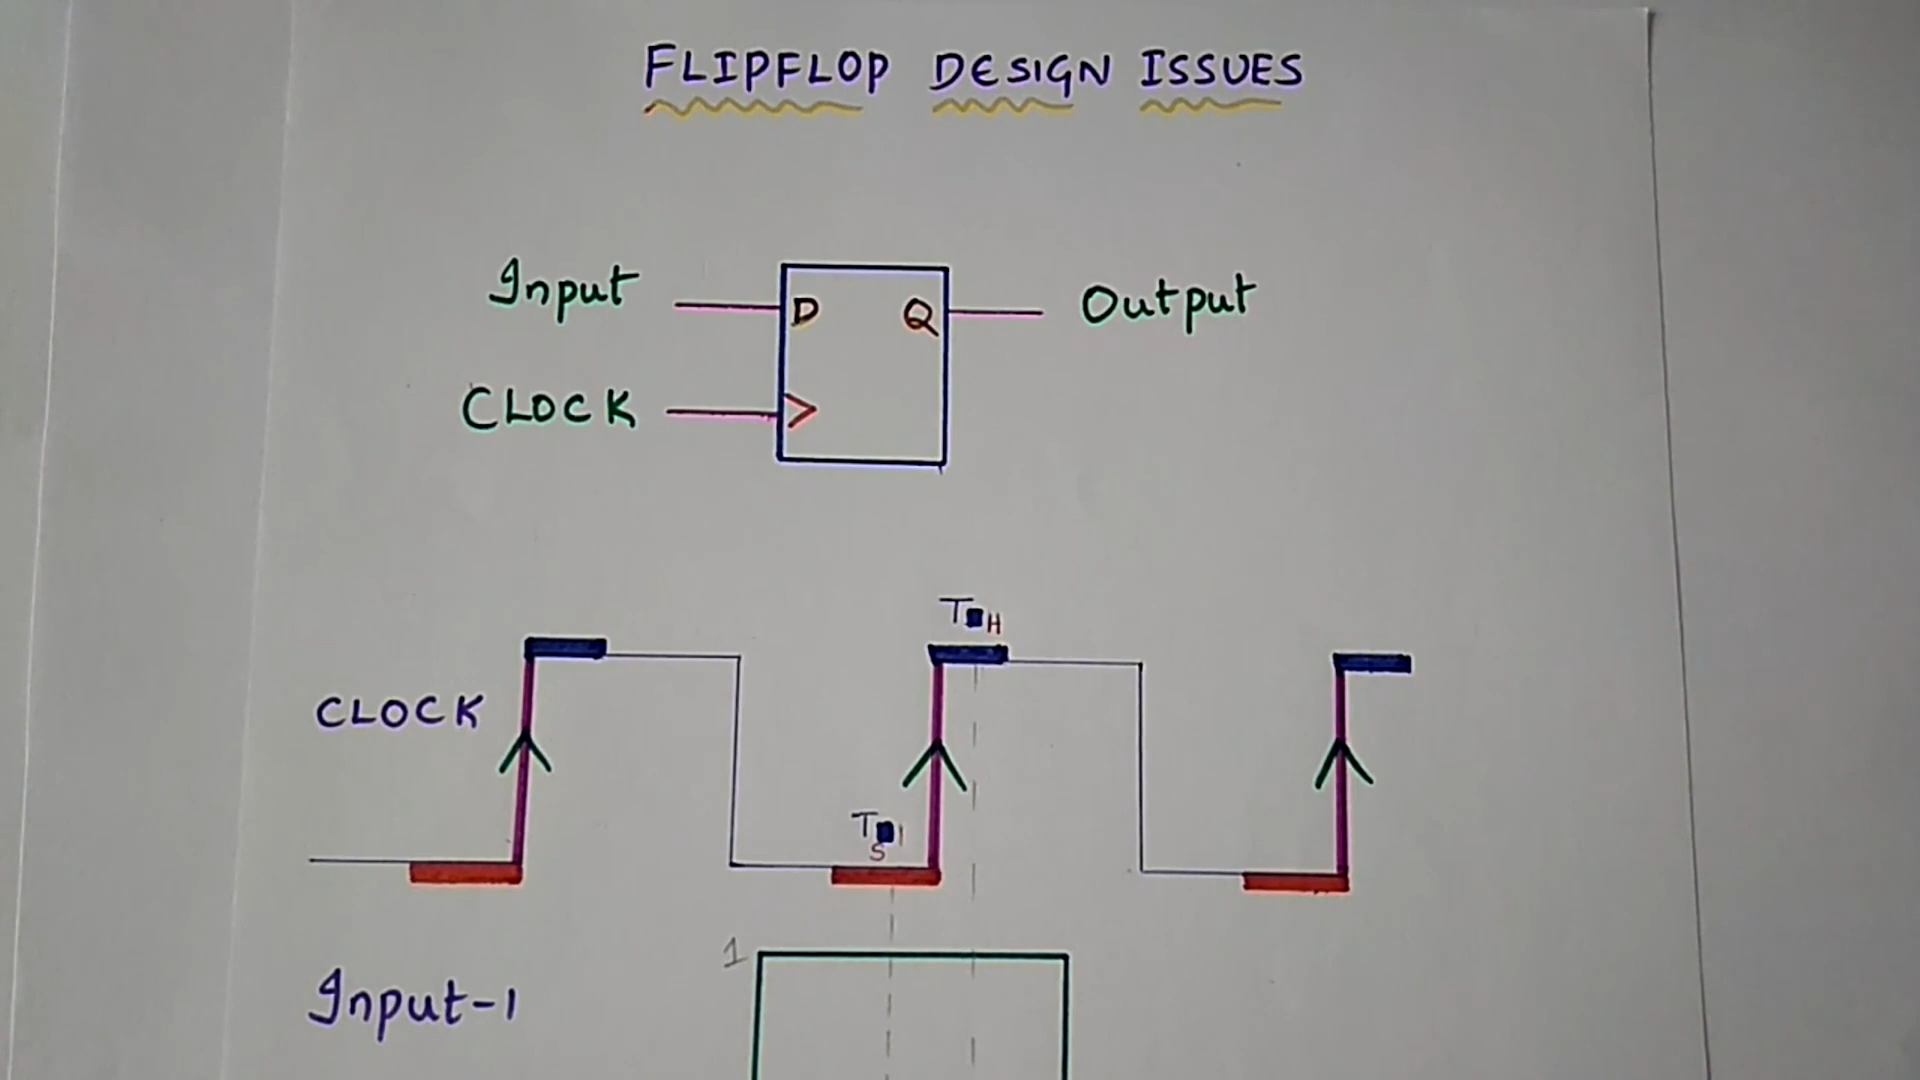 FLIPFLOP DESIGN ISSUES
Input D Q Output
CLOCK
TH
CLOCK
TS
1
Input-1